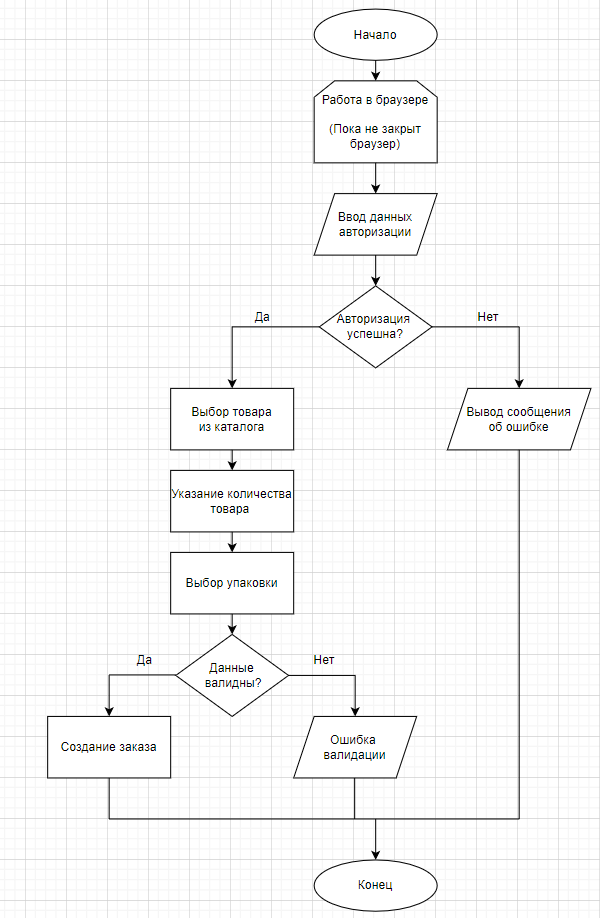 Начало
Работа в браузере
(Пока не закрыт
браузер)
Ввод данных
авторизации
Авторизация
успешна?
Да
Нет
Выбор товара
из каталога
Вывод сообщения
об ошибке
Указание количества
товара
Выбор упаковки
Данные
валидны?
Да
Нет
Создание заказа
Ошибка
валидации
Конец